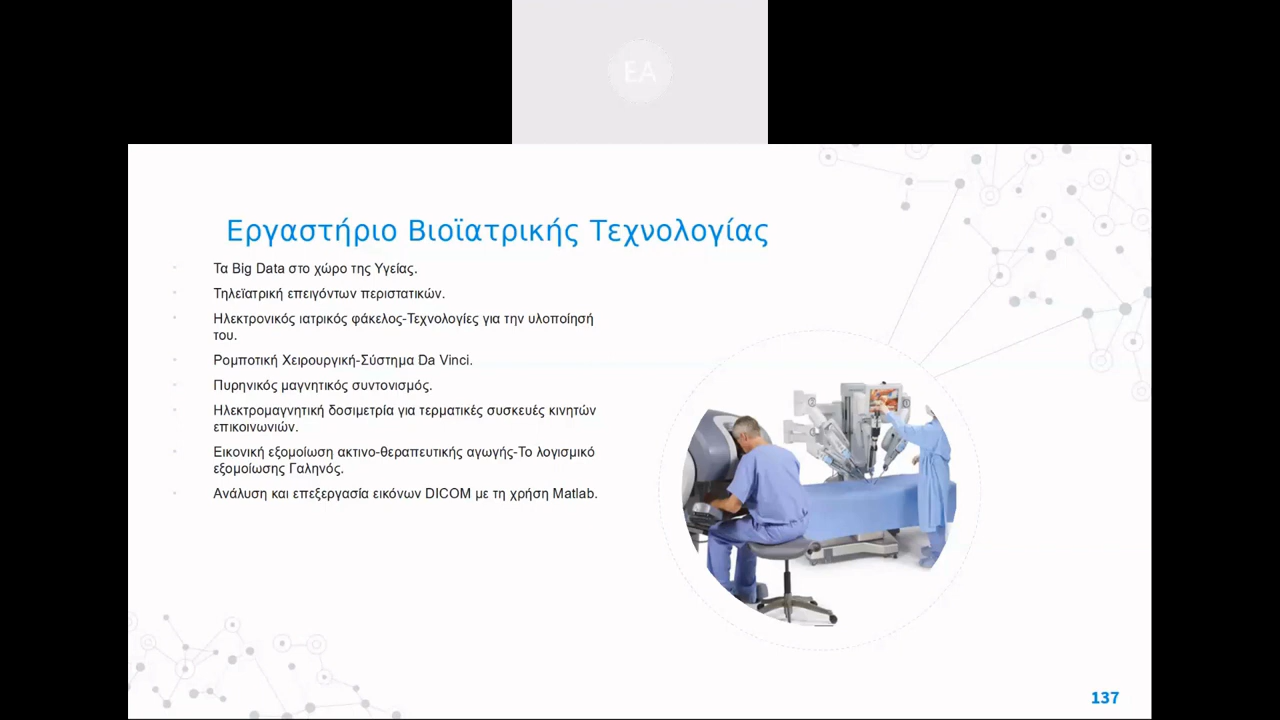 EA
Εργαστήριο Βιοϊατρικής Τεχνολογίας
Τα Big Data στο χώρο της Υγείας.
Τηλεϊατρική επειγόντων περιστατικών.
Ηλεκτρονικός ιατρικός φάκελος-Τεχνολογίες για την υλοποίησή
του.
Ρομποτική Χειρουργική-Σύστημα Da Vinci.
Πυρηνικός μαγνητικός συντονισμός.
Ηλεκτρομαγνητική δοσιμετρία για τερματικές συσκευές κινητών
επικοινωνιών.
Εικονική εξομοίωση ακτινο-θεραπευτικής αγωγής-Το λογισμικό
εξομοίωσης Γαληνός.
Ανάλυση και επεξεργασία εικόνων DICOM με τη χρήση Matlab.
137